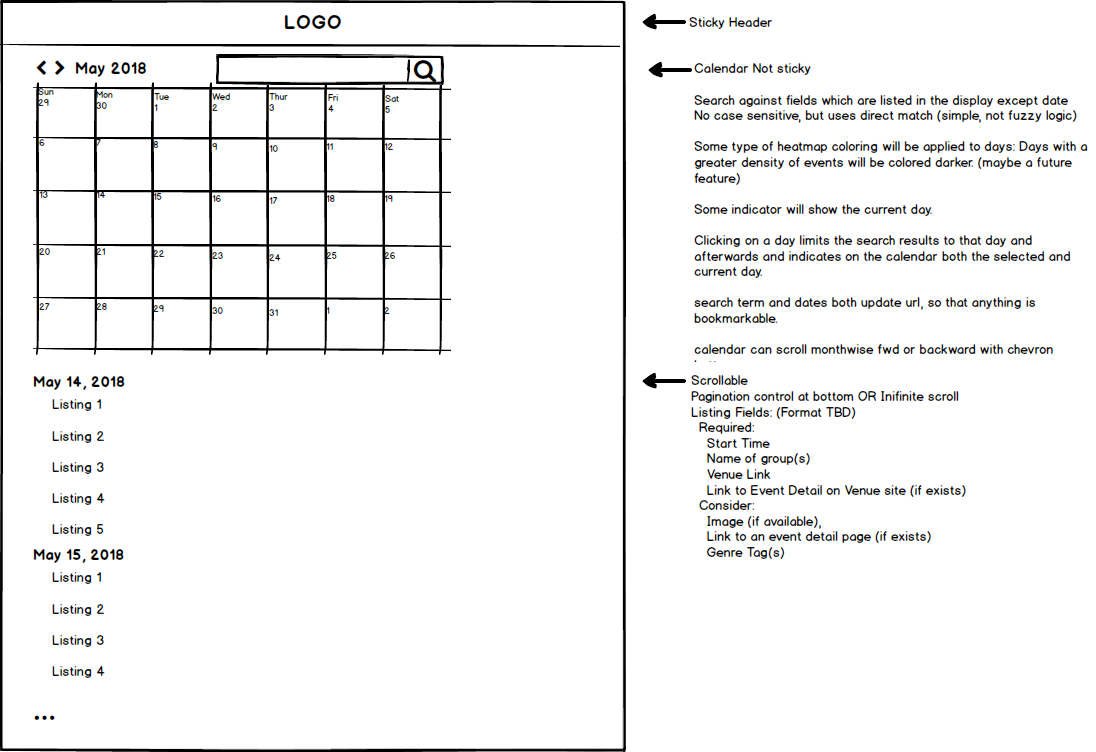 LOGO
Sticky Header
May 2018
Calendar Not sticky
Sun Mon Tue Wed Thur Fri Sat
29 30 1 2 3 4 5
6 7 8 9 10 11 12
13 14 15 16 17 18 19
20 21 22 23 24 25 26
27 28 29 30 31 1 2
Search against fields which are listed in the display except date
No case sensitive, but uses direct match (simple, not fuzzy logic)
Some type of heatmap coloring will be applied to days: Days with a
greater density of events will be colored darker. (maybe a future
feature)
Some indicator will show the current day.
Clicking on a day limits the search results to that day and
afterwards and indicates on the calendar both the selected and
current day.
search term and dates both update url, so that anything is
bookmarkable.
calendar can scroll monthwise fwd or backward with chevron
May 14, 2018
Listing 1
Listing 2
Listing 3
Listing 4
Listing 5
May 15, 2018
Listing 1
Listing 2
Listing 3
Listing 4
...
Scrollable
Pagination control at bottom OR Inifinite scroll
Listing Fields: (Format TBD)
Required:
Start Time
Name of group(s)
Venue Link
Link to Event Detail on Venue site (if exists)
Consider:
Image (if available),
Link to an event detail page (if exists)
Genre Tag(s)